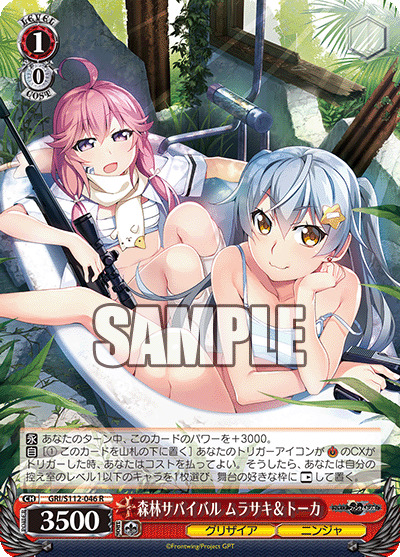 LEVEL
1
0
COST
SAMPLE
永 あなたのターン中、このカードのパワーを+3000。
自 [① このカードを山札の下に置く] あなたのトリガーアイコンが のCXが
トリガーした時、あなたはコストを払ってよい。そうしたら、あなたは自分の
控え室のレベル1以下のキャラを1枚選び、舞台の好きな枠に 置く。
CH
GRI/S112-046 R
森林サバイバル ムラサキ&トーカ
3500
グリザイア
ニンジャ
©Frontwing/Project GPT